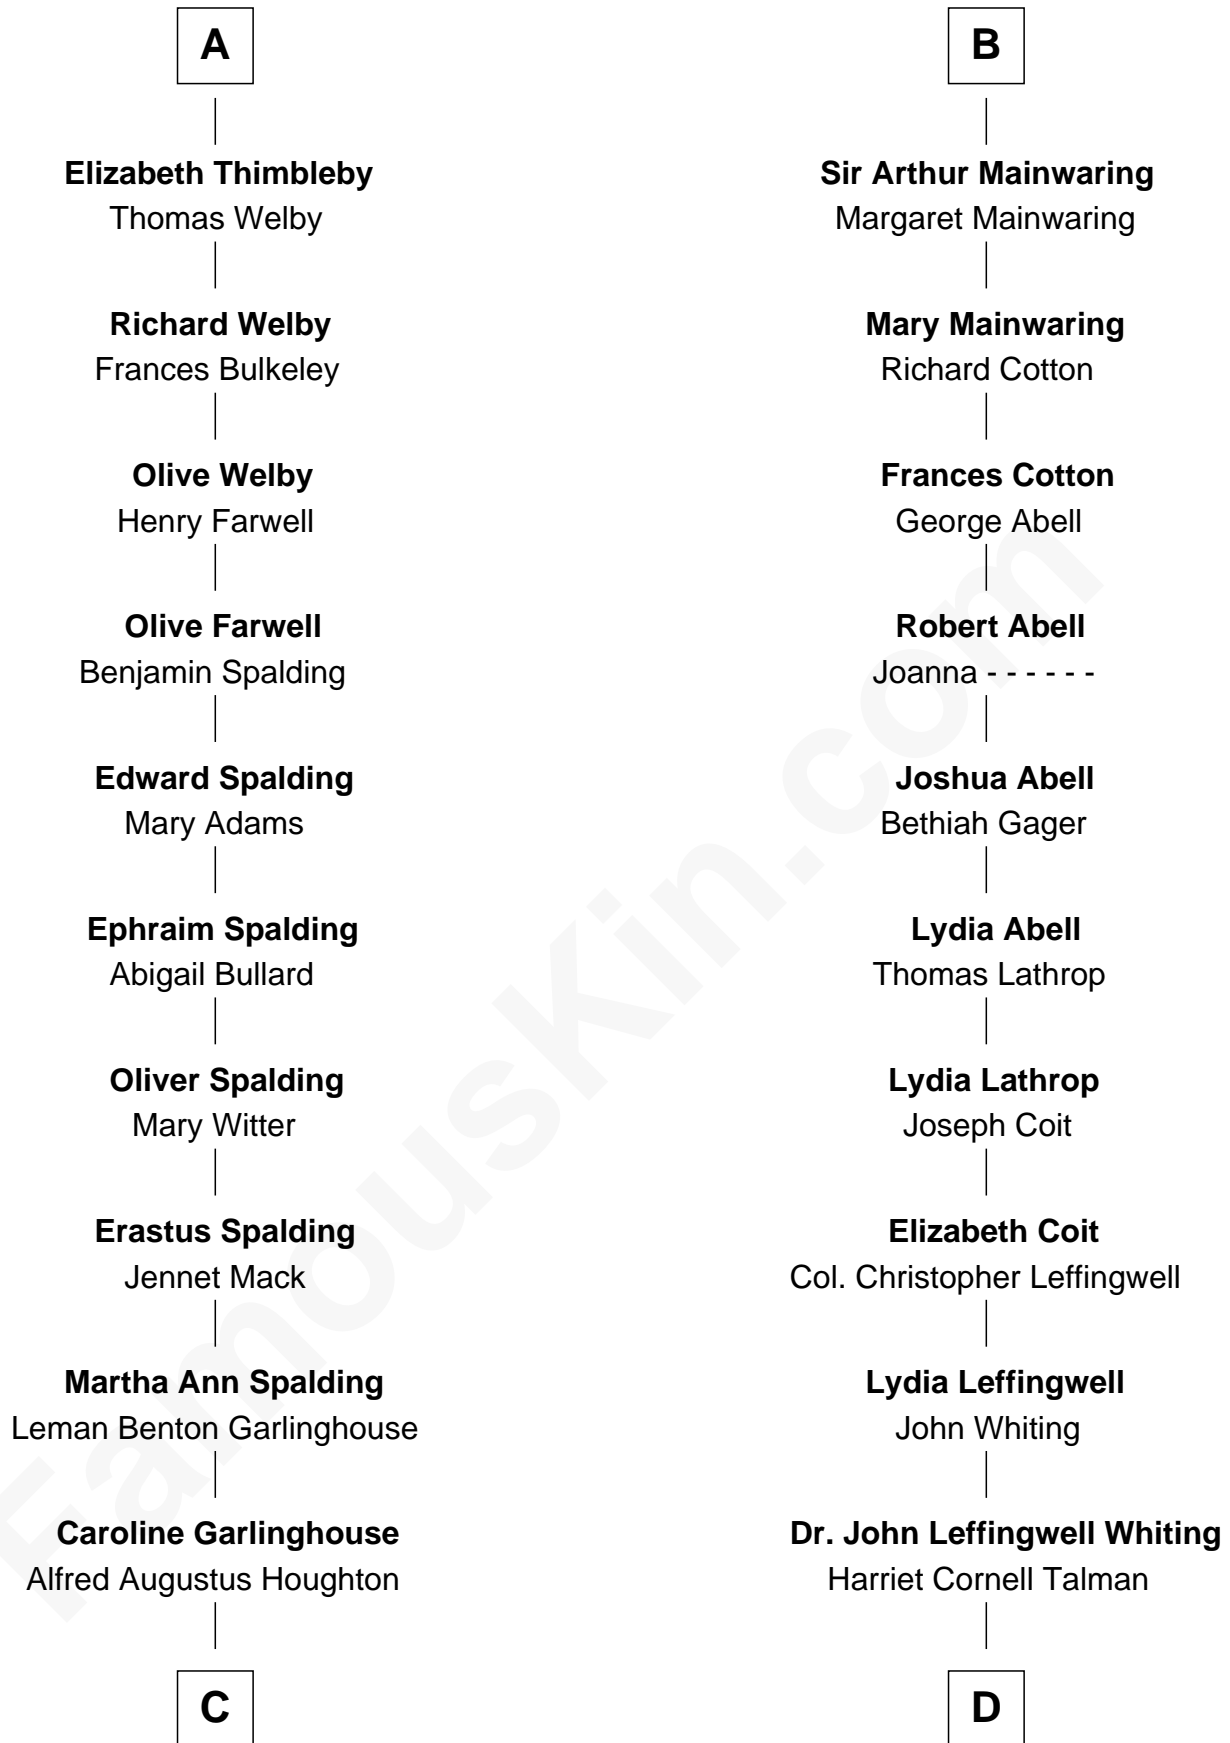 A
Elizabeth Thimbleby
Thomas Welby
Richard Welby
Frances Bulkeley
Olive Welby
Henry Farwell
Olive Farwell
Benjamin Spalding
Edward Spalding
Mary Adams
Ephraim Spalding
Abigail Bullard
Oliver Spalding
Mary Witter
Erastus Spalding
Jennet Mack
Martha Ann Spalding
Leman Benton Garlinghouse
Caroline Garlinghouse
Alfred Augustus Houghton
C
B
Sir Arthur Mainwaring
Margaret Mainwaring
Mary Mainwaring
Richard Cotton
Frances Cotton
George Abell
Robert Abell
Joanna - - - - - -
Joshua Abell
Bethiah Gager
Lydia Abell
Thomas Lathrop
Lydia Lathrop
Joseph Coit
Elizabeth Coit
Col. Christopher Leffingwell
Lydia Leffingwell
John Whiting
Dr. John Leffingwell Whiting
Harriet Cornell Talman
D
FamousKin.com